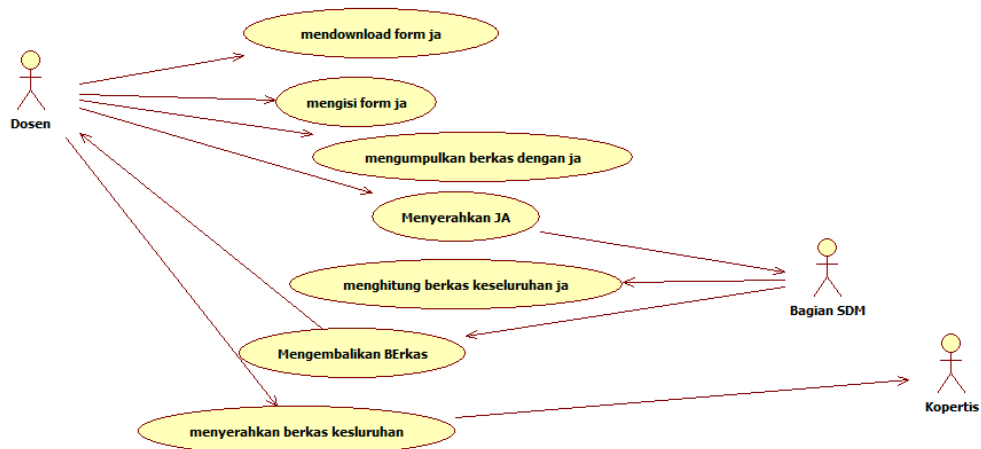 mendownload form ja
Dosen
mengisi form ja
mengumpulkan berkas dengan ja
Menyerahkan JA
menghitung berkas keseluruhan ja
Bagian SDM
Mengembalikan BErkas
Kopertis
menyerahkan berkas kesluruhan